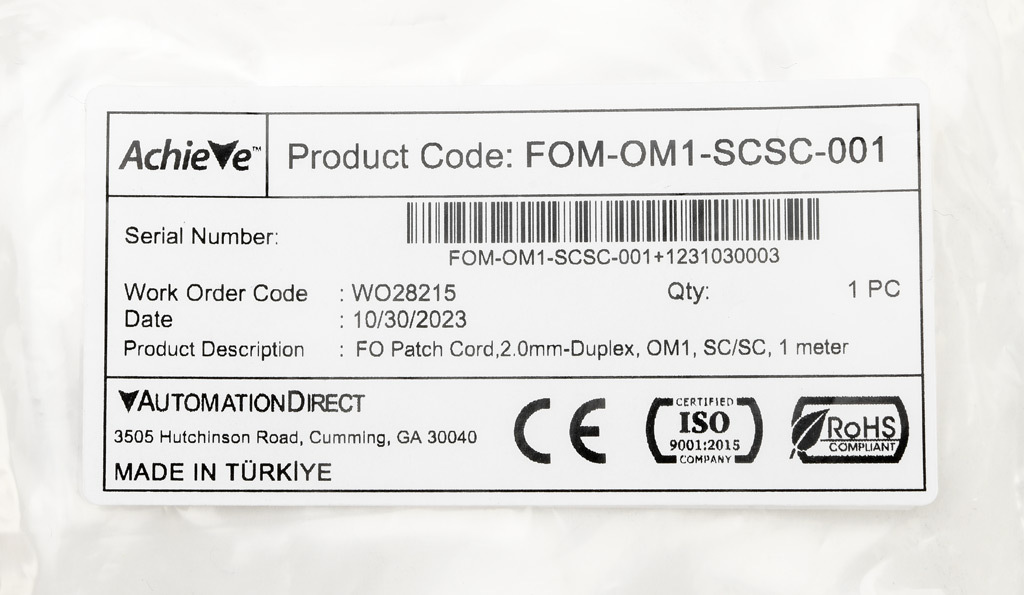 AchieVe™
Product Code: FOM-OM1-SCSC-001
Serial Number:
FOM-OM1-SCSC-001+1231030003
Work Order Code : WO28215 Qty: 1 PC
Date : 10/30/2023
Product Description : FO Patch Cord,2.0mm-Duplex, OM1, SC/SC, 1 meter
AUTOMATIONDIRECT
3505 Hutchinson Road, Cumming, GA 30040
MADE IN TÜRKİYE
CE
CERTIFIED
ISO
9001:2015
COMPANY
RoHS
COMPLIANT